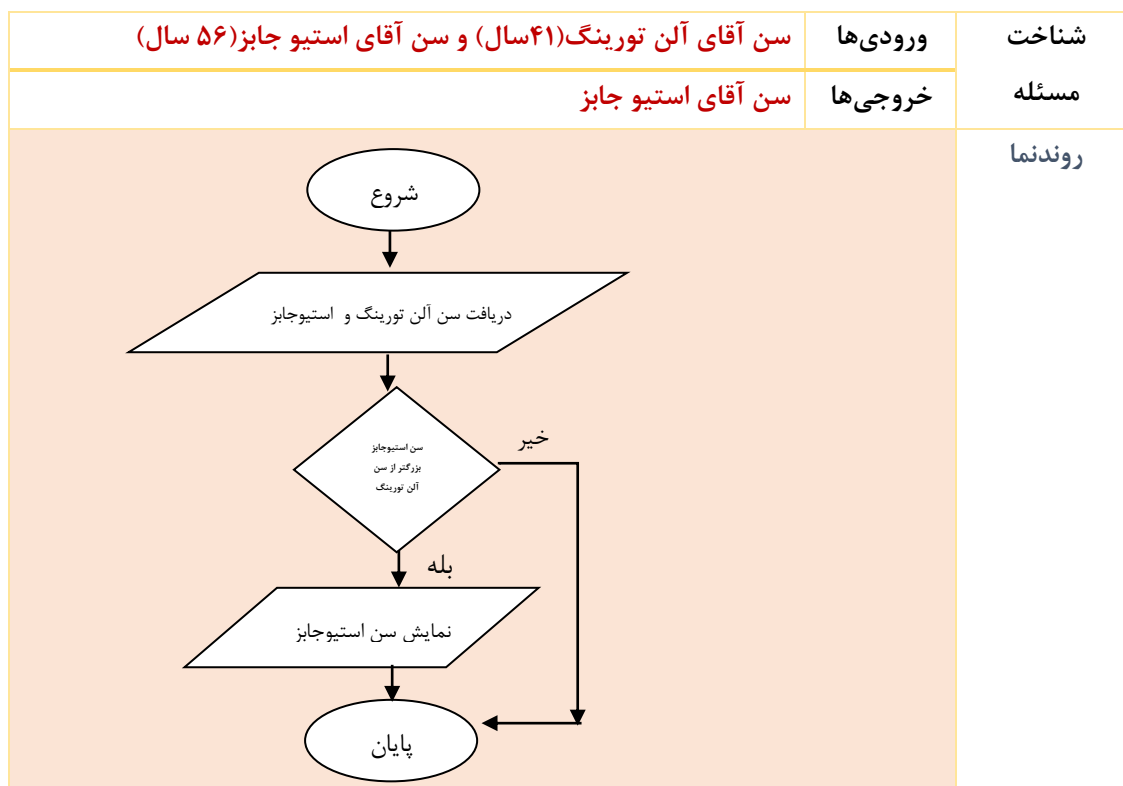 شناخت
مسئله
ورودی‌ها
سن آقای آلن تورینگ(۴۱سال) و سن آقای استیو جابز(۵۶ سال)
خروجی‌ها
سن آقای استیو جابز
روندنما
شروع
دریافت سن آلن تورینگ و استیوجابز
سن استیوجابز
بزرگتر از سن
آلن تورینگ
خیر
بله
نمایش سن استیوجابز
پایان